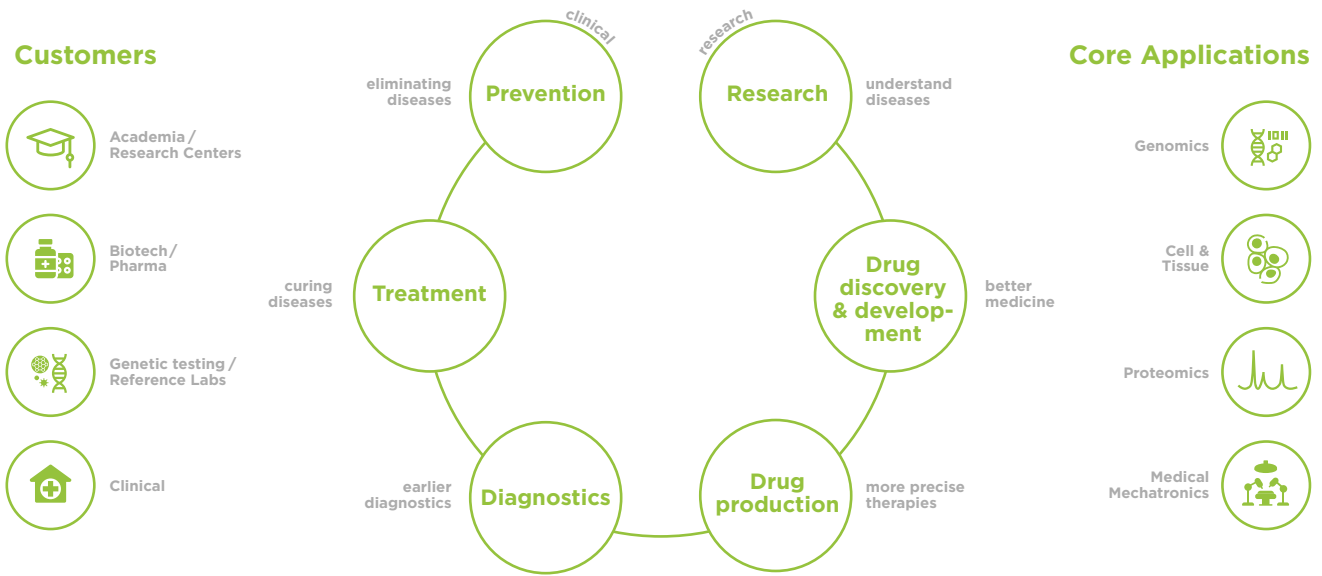 Customers
Academia /
Research Centers
Biotech /
Pharma
Genetic testing /
Reference Labs
Clinical
clinical
eliminating
diseases
Prevention
curing
diseases
Treatment
earlier
diagnostics
Diagnostics
research
Research
understand
diseases
Drug
discovery
& develop-
ment
better
medicine
Drug
production
more precise
therapies
Core Applications
Genomics
Cell &
Tissue
Proteomics
Medical
Mechatronics